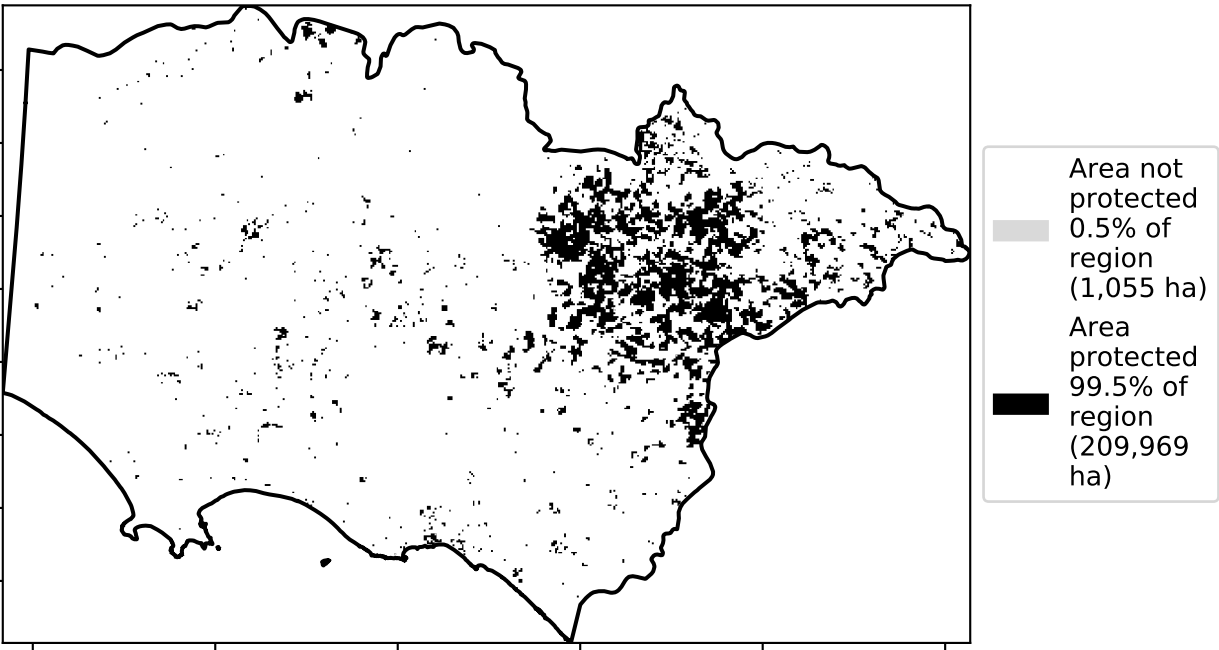 Area not
protected
0.5% of
region
(1,055 ha)
Area
protected
99.5% of
region
(209,969
ha)